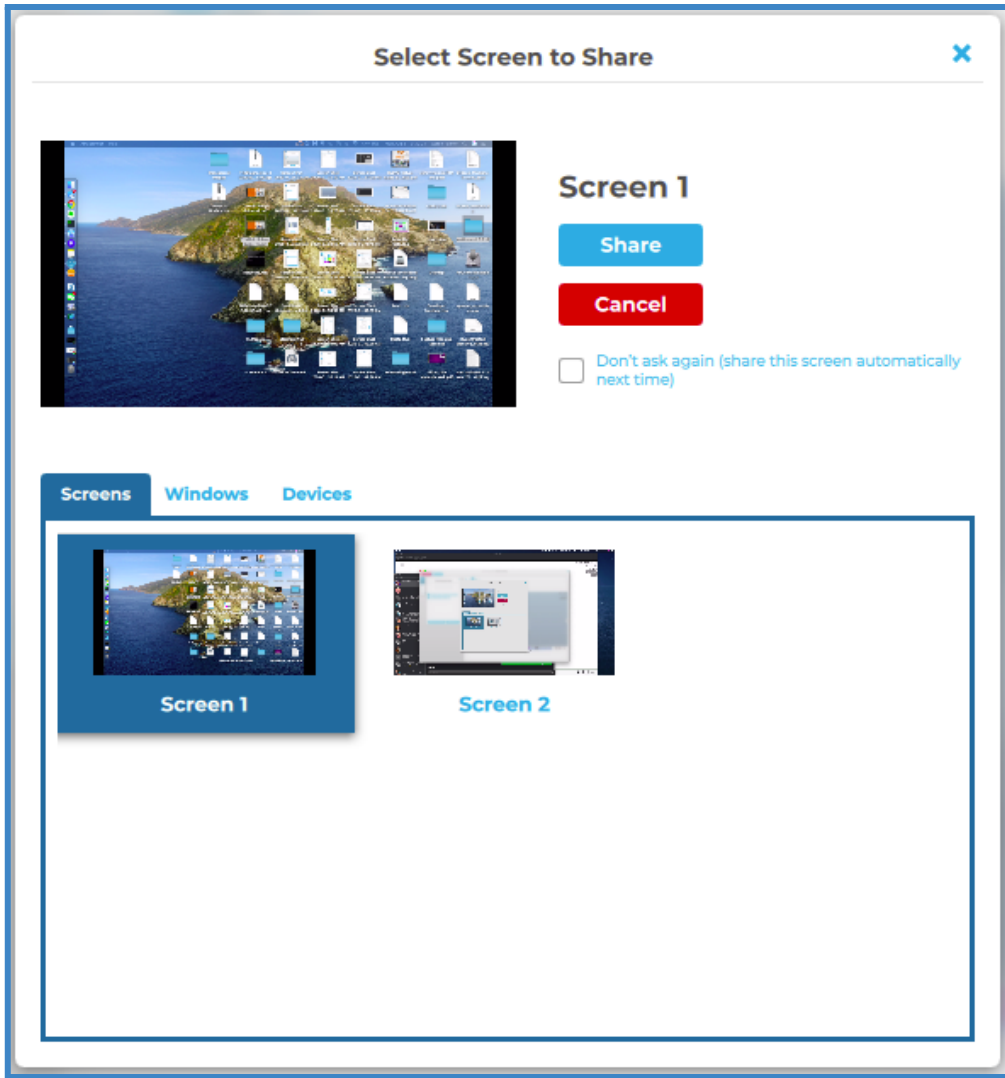 Select Screen to Share
Screen 1
Share
Cancel
Don't ask again (share this screen automatically
next time)
Screens Windows Devices
Screen 1 Screen 2